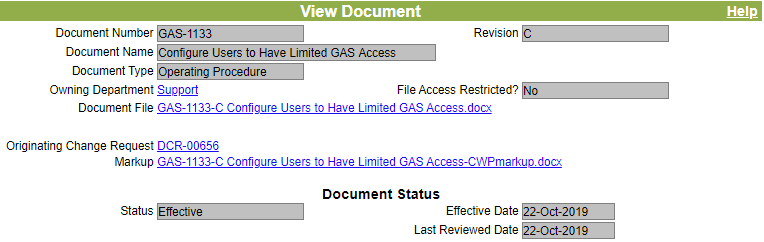 View Document Help
Document Number GAS-1133 Revision C
Document Name Configure Users to Have Limited GAS Access
Document Type Operating Procedure
Owning Department Support File Access Restricted? No
Document File GAS-1133-C Configure Users to Have Limited GAS Access.docx
Originating Change Request DCR-00656
Markup GAS-1133-C Configure Users to Have Limited GAS Access-CWPmarkup.docx
Document Status
Status Effective Effective Date 22-Oct-2019
Last Reviewed Date 22-Oct-2019